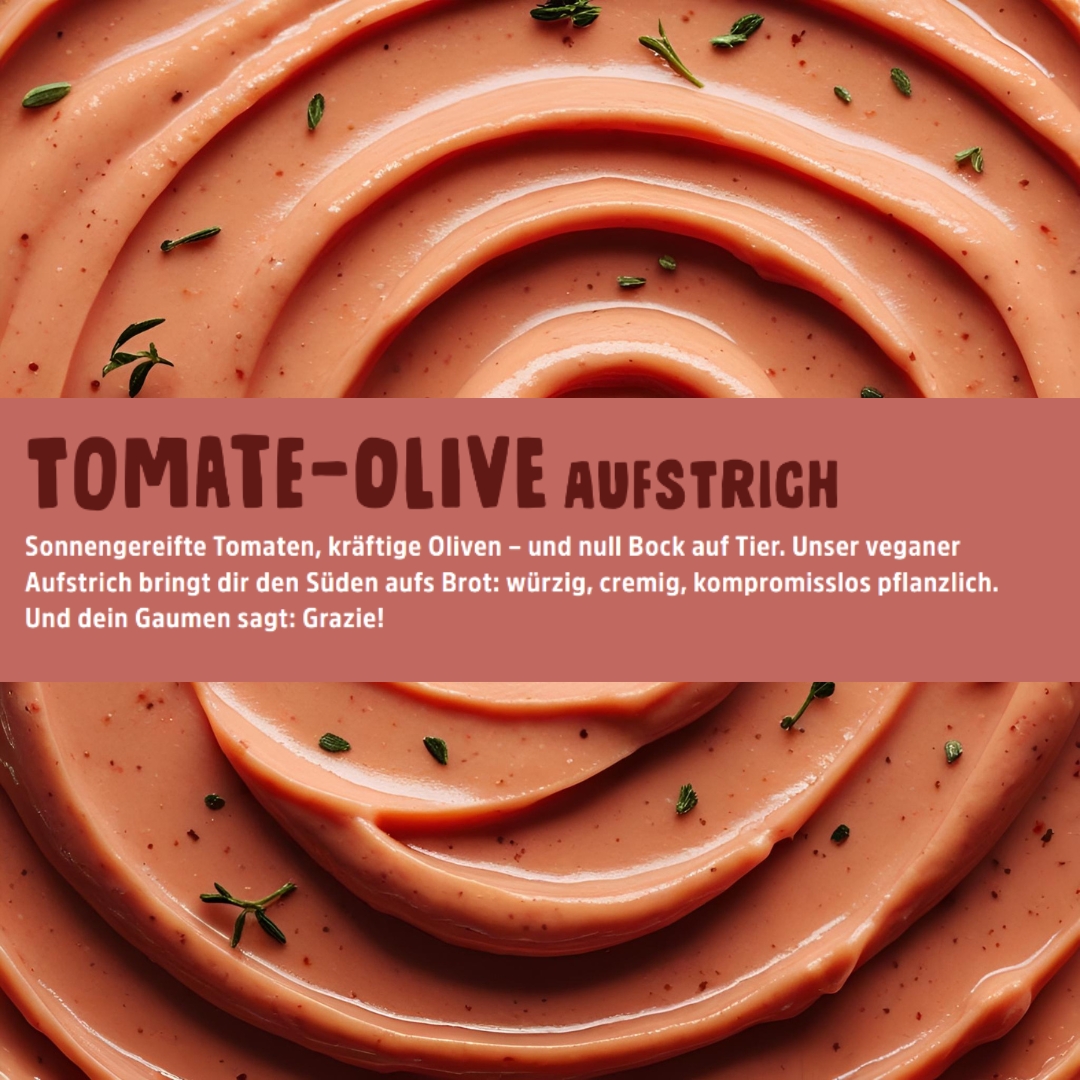 TOMATE-OLIVE AUFSTRICH
Sonnengereifte Tomaten, kräftige Oliven – und null Bock auf Tier. Unser veganer
Aufstrich bringt dir den Süden aufs Brot: würzig, cremig, kompromisslos pflanzlich.
Und dein Gaumen sagt: Grazie!